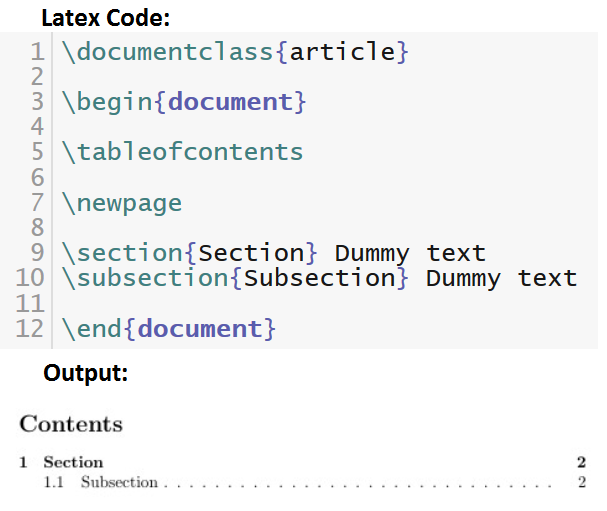 Latex Code:
1 \documentclass{article}
2
3 \begin{document}
4
5 \tableofcontents
6
7 \newpage
8
9 \section{Section} Dummy text
10 \subsection{Subsection} Dummy text
11
12 \end{document}
Output:
Contents
1 Section 2
1.1 Subsection . . . . . . . . . . . . . . . . . . . . . . . . . . . . . . . 2